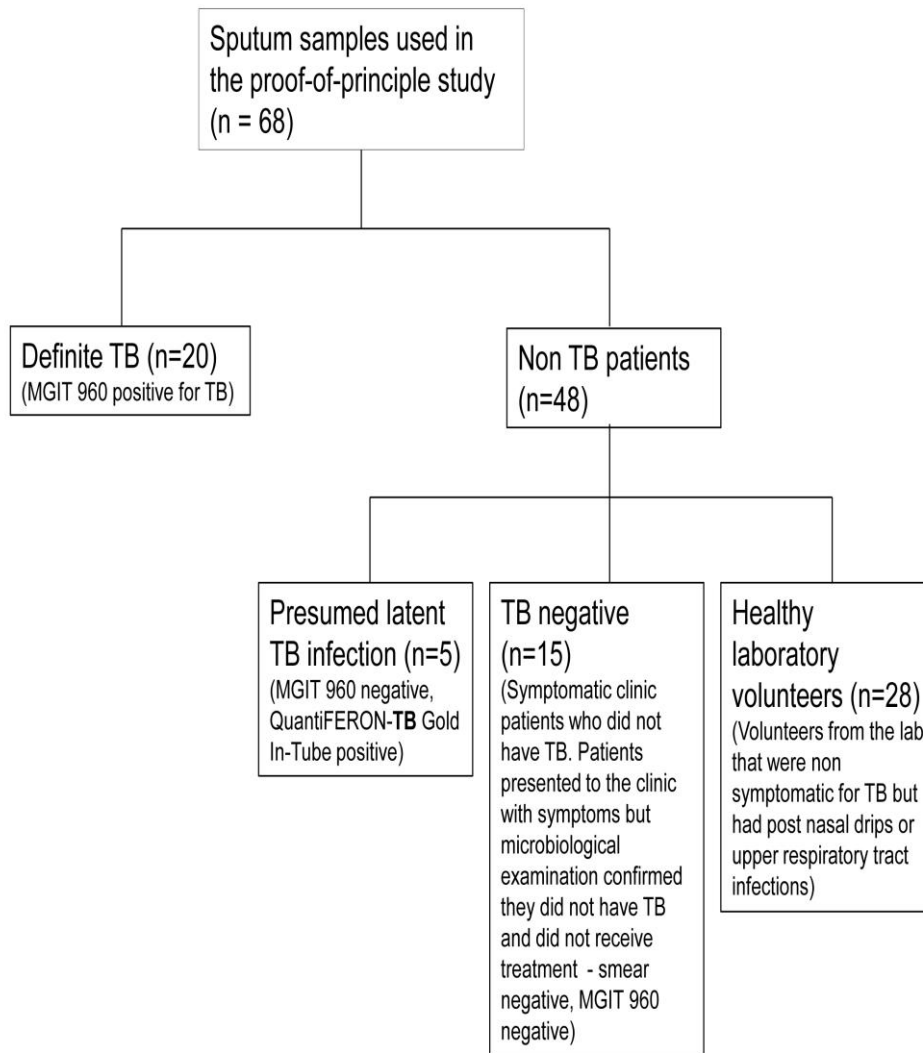 Sputum samples used in
the proof-of-principle study
(n = 68)
Definite TB (n=20)
(MGIT 960 positive for TB)
Non TB patients
(n=48)
Presumed latent
TB infection (n=5)
(MGIT 960 negative,
QuantiFERON-TB Gold
In-Tube positive)
TB negative
(n=15)
(Symptomatic clinic
patients who did not
have TB. Patients
presented to the clinic
with symptoms but
microbiological
examination confirmed
they did not have TB
and did not receive
treatment - smear
negative, MGIT 960
negative)
Healthy
laboratory
volunteers (n=28)
(Volunteers from the lab
that were non
symptomatic for TB but
had post nasal drips or
upper respiratory tract
infections)